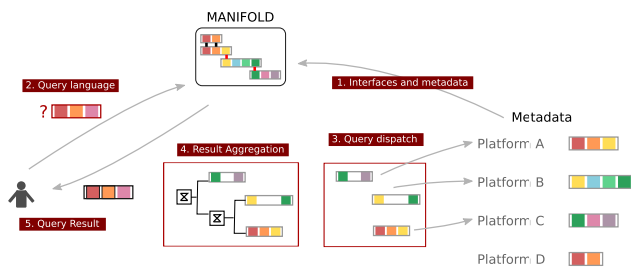 MANIFOLD
2. Query language
1. Interfaces and metadata
?
Metadata
3. Query dispatch
4. Result Aggregation
Platform A
Platform B
5. Query Result
Platform C
Platform D